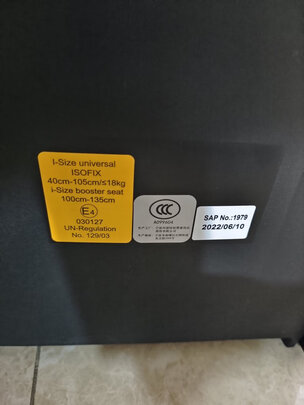 i-Size universal
ISOFIX
40cm-105cm/≤18kg
i-Size booster seat
100cm-135cm
E4
030127
UN-Regulation
No. 129/03
CCC
A099604
SAP No.:1979
2022/06/10